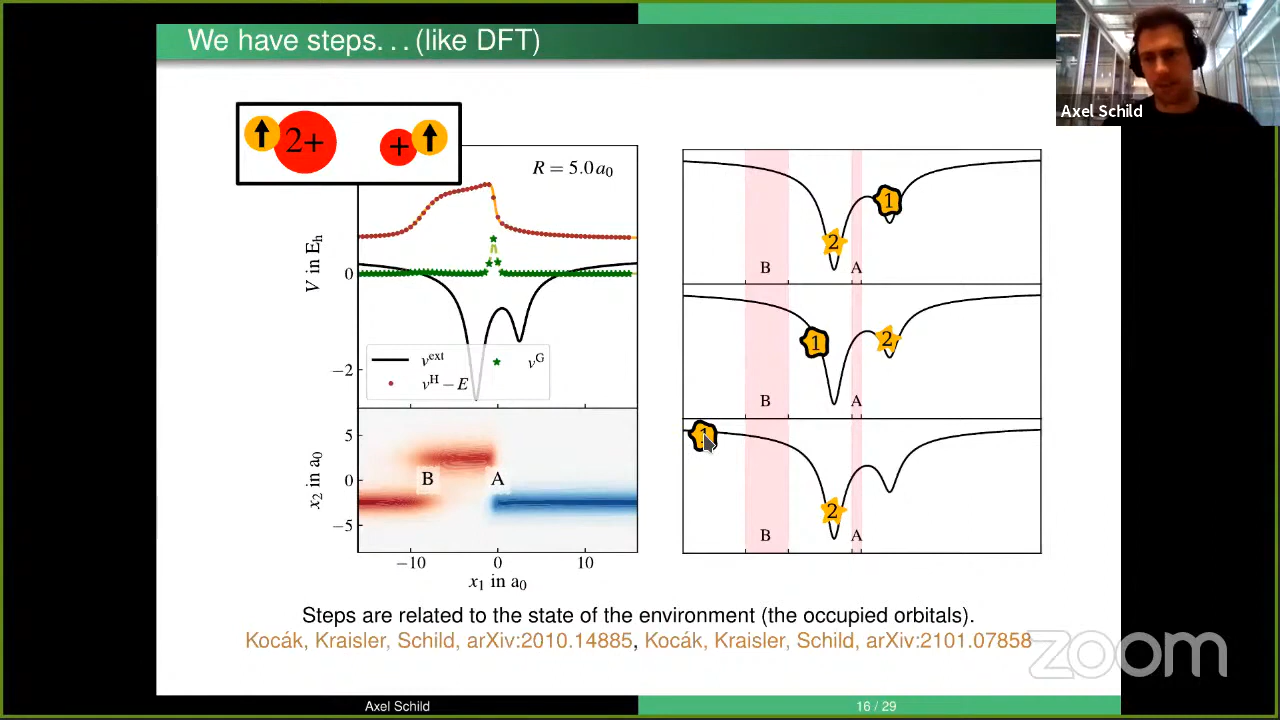 We have steps. . . (like DFT)
Axel Schild
2+
+
R = 5.0 a₀
V in Eₕ
0
−2
v^ext
v^H − E
v^G
x₂ in a₀
5
0
−5
B
A
−10
0
10
x₁ in a₀
1
2
B
A
1
2
B
A
1
2
B
A
Steps are related to the state of the environment (the occupied orbitals).
Kocák, Kraisler, Schild, arXiv:2010.14885, Kocák, Kraisler, Schild, arXiv:2101.07858
zoom
Axel Schild
16 / 29